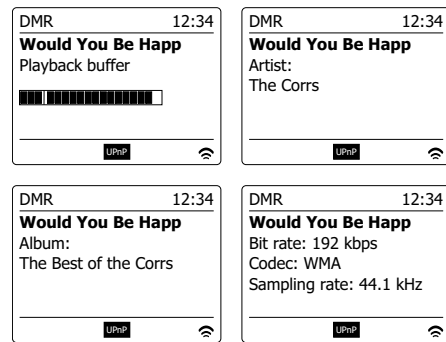 DMR 12:34
Would You Be Happ
Playback buffer
UPnP
DMR 12:34
Would You Be Happ
Artist:
The Corrs
UPnP
DMR 12:34
Would You Be Happ
Album:
The Best of the Corrs
UPnP
DMR 12:34
Would You Be Happ
Bit rate: 192 kbps
Codec: WMA
Sampling rate: 44.1 kHz
UPnP